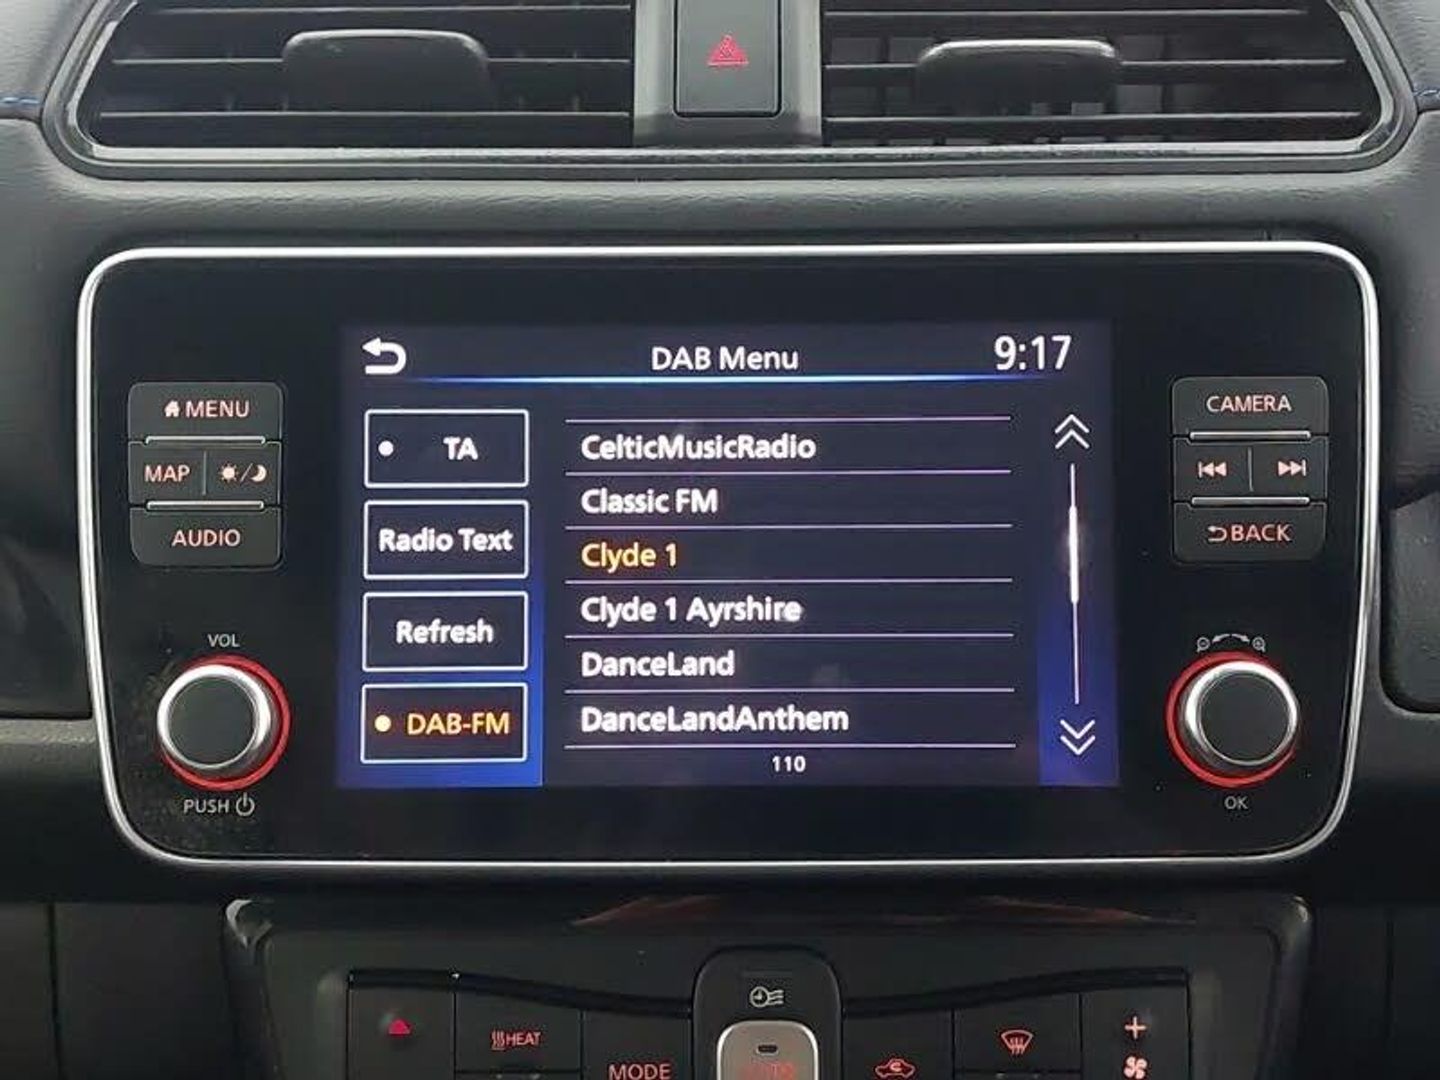 DAB Menu
9:17
MENU
MAP
AUDIO
VOL
PUSH
TA
Radio Text
Refresh
DAB-FM
CelticMusicRadio
Classic FM
Clyde 1
Clyde 1 Ayrshire
DanceLand
DanceLandAnthem
110
CAMERA
BACK
OK
HEAT
MODE